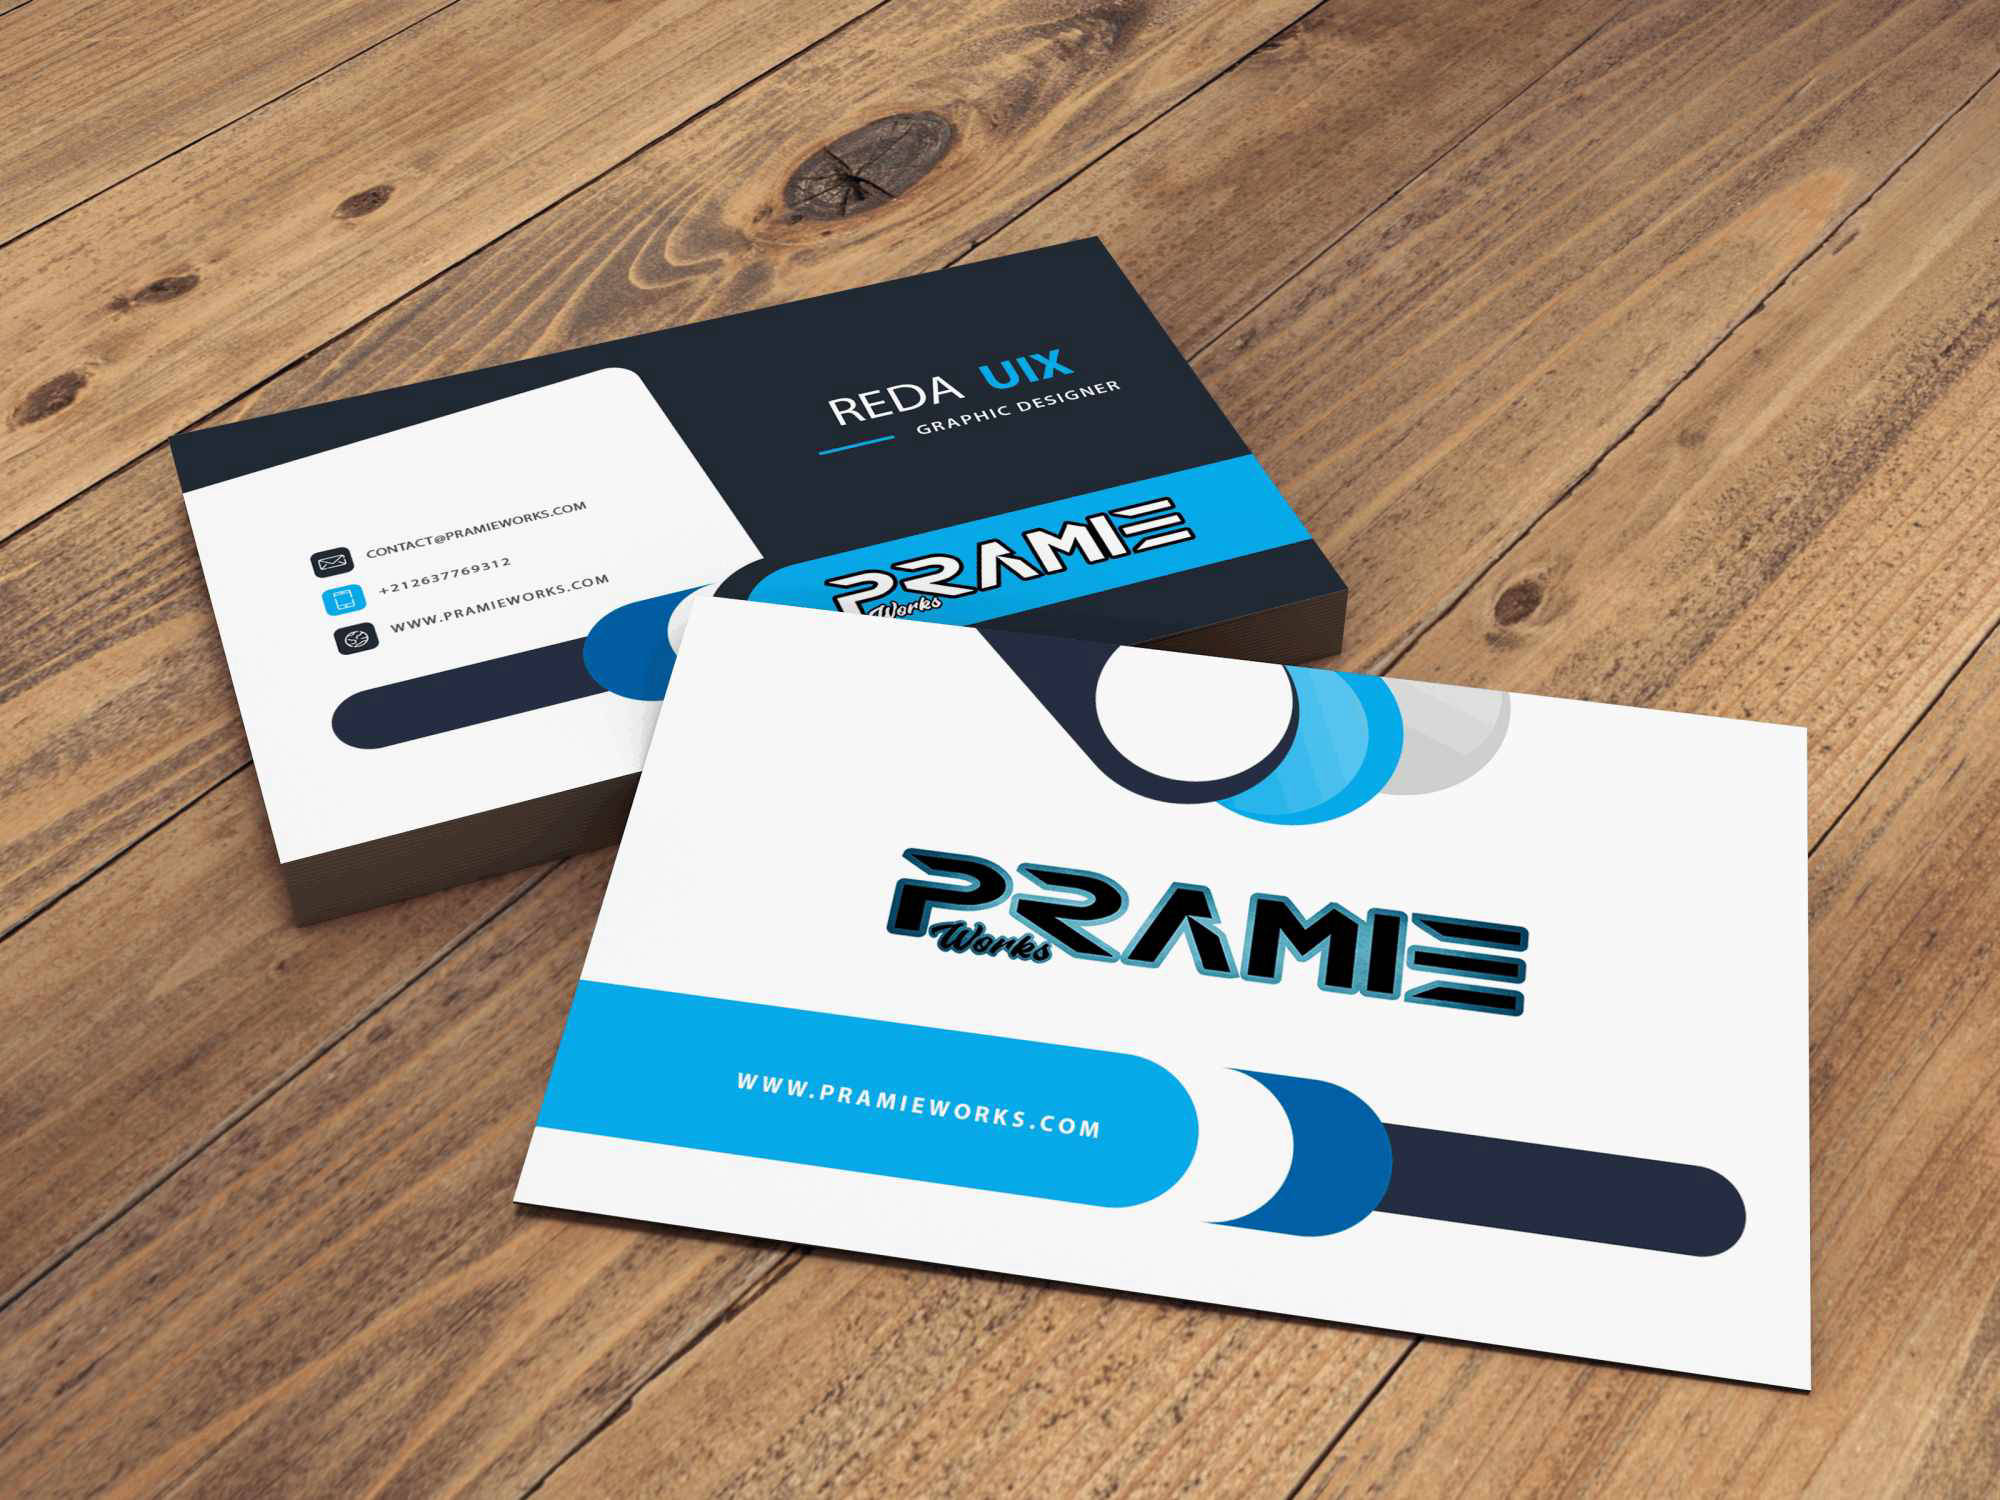 REDA UIX
GRAPHIC DESIGNER
CONTACT@PRAMIEWORKS.COM
+212637769312
WWW.PRAMIEWORKS.COM
PRAMIE
Works
PRAMIE
Works
WWW.PRAMIEWORKS.COM